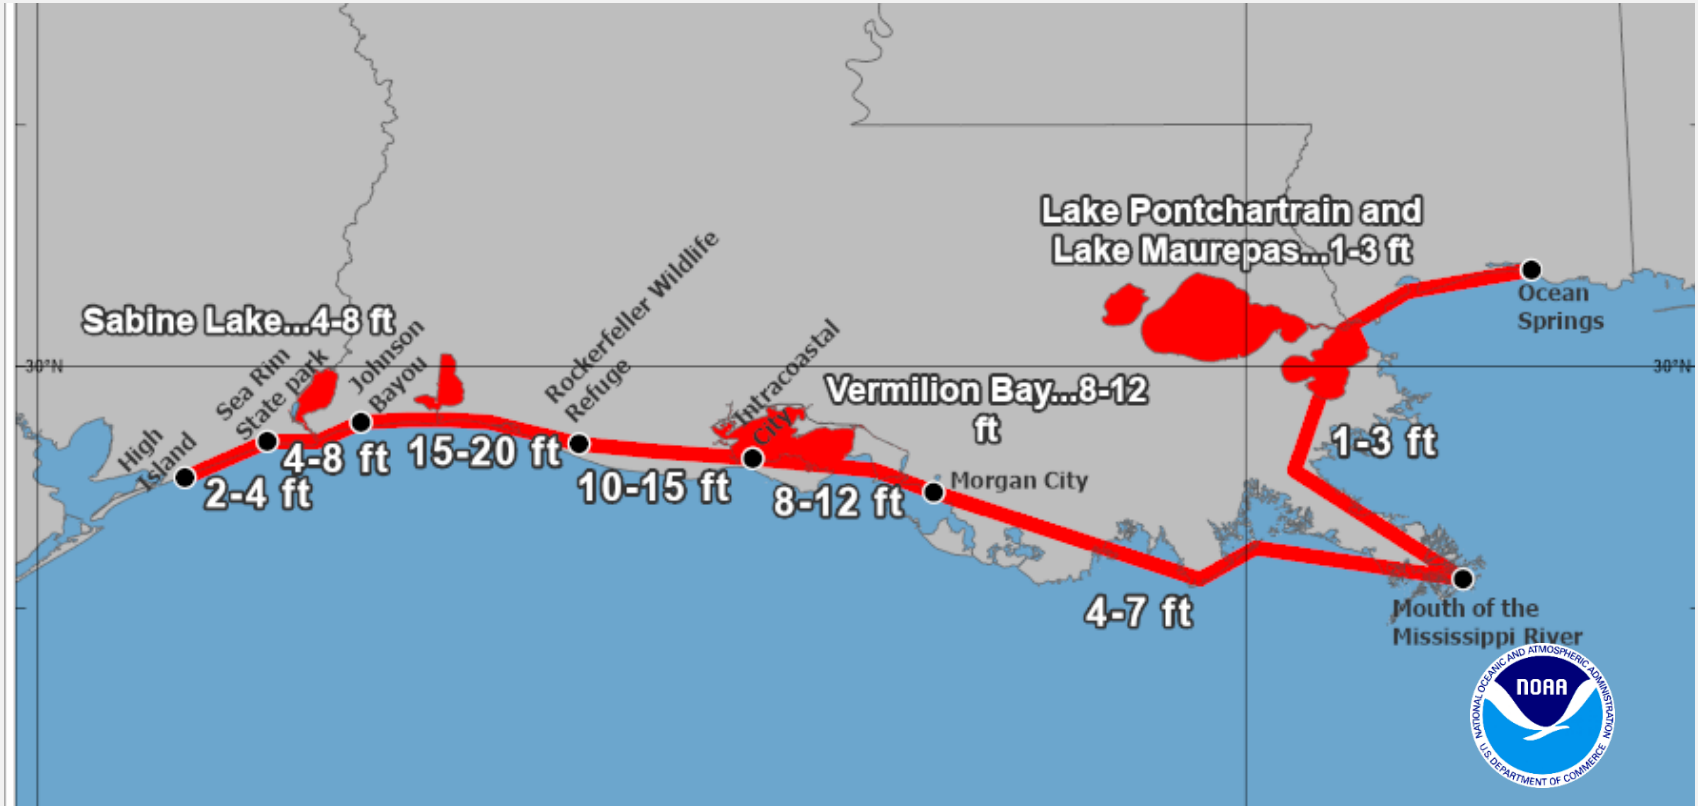 Lake Pontchartrain and
Lake Maurepas...1-3 ft
Ocean
Springs
Sabine Lake...4-8 ft
30°N
30°N
High
Island
Sea Rim
State park
Johnson
Bayou
Rockerfeller Wildlife
Refuge
Intracoastal
City
Vermilion Bay...8-12
ft
Morgan City
2-4 ft
4-8 ft
15-20 ft
10-15 ft
8-12 ft
4-7 ft
1-3 ft
Mouth of the
Mississippi River
NATIONAL OCEANIC AND ATMOSPHERIC ADMINISTRATION
NOAA
U.S. DEPARTMENT OF COMMERCE